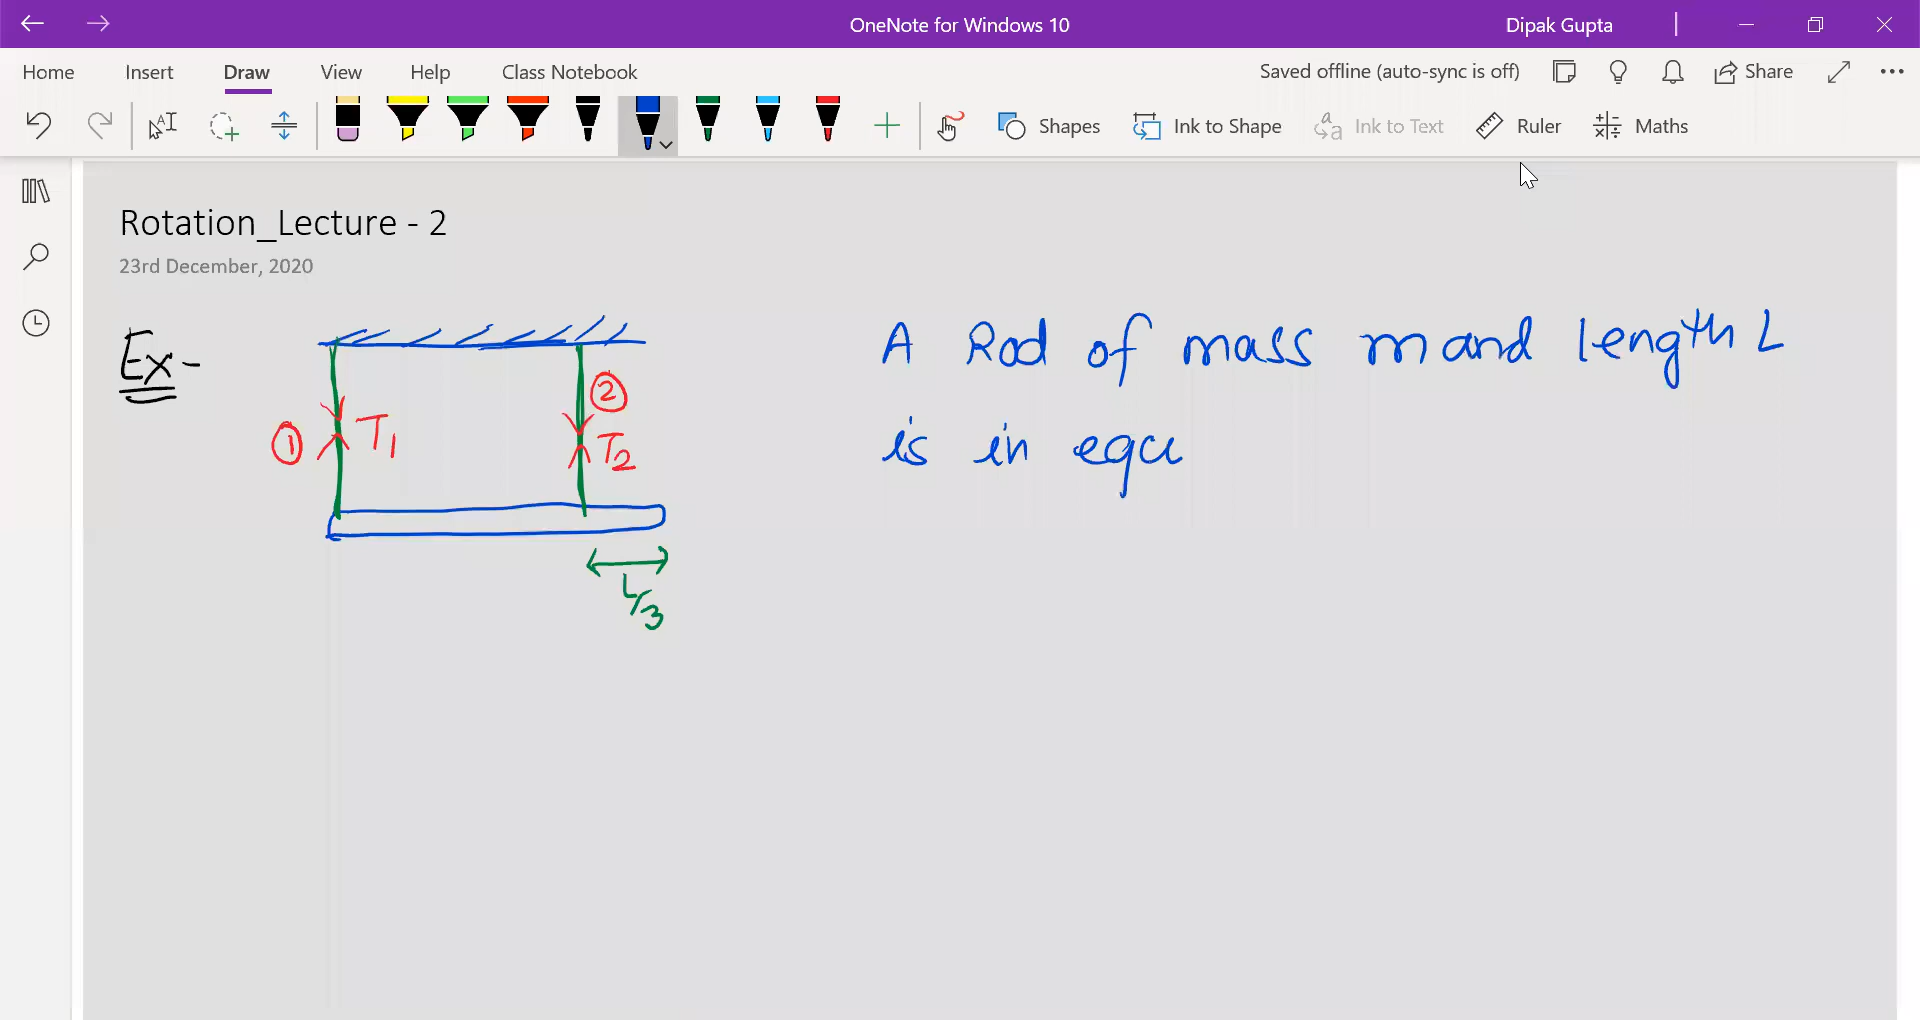 OneNote for Windows 10
Dipak Gupta
Home Insert Draw View Help Class Notebook
Saved offline (auto-sync is off) Share
Shapes Ink to Shape Ink to Text Ruler Maths
Rotation_Lecture - 2
23rd December, 2020
Ex-
A Rod of mass m and length L
is in equ
2
1 T1
T2
L/3